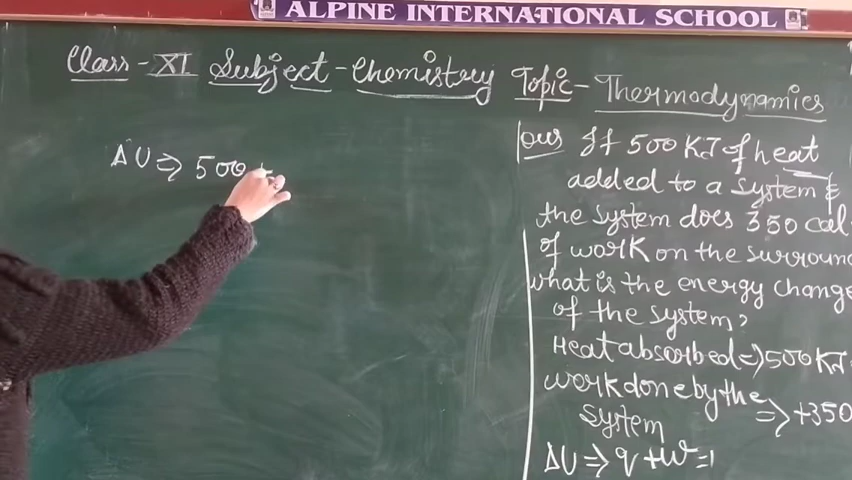 ALPINE INTERNATIONAL SCHOOL
Class - XI Subject - Chemistry Topic - Thermodynamics
ΔU ⇒ 500
Ques If 500 KJ of heat
added to a system &
the system does 350 cal
of work on the surround
what is the energy change
of the system?
Heat absorbed ⇒ 500 KJ
work done by the
system ⇒ +350
ΔU ⇒ q + w =